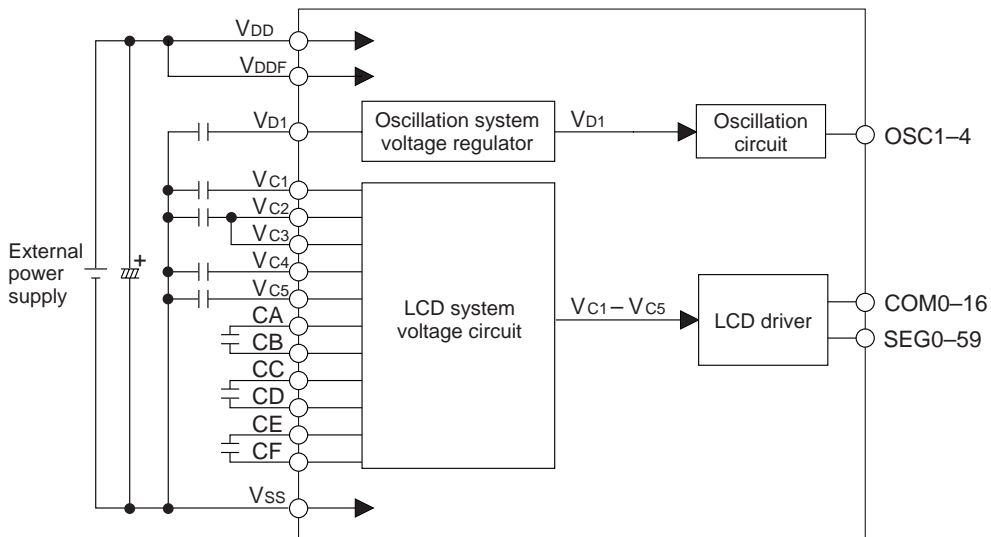 VDD
VDDF
VD1
Oscillation system
voltage regulator
VD1
Oscillation
circuit
OSC1–4
VC1
VC2
VC3
VC4
VC5
External
power
supply
+
CA
CB
CC
CD
CE
CF
LCD system
voltage circuit
VC1–VC5
LCD driver
COM0–16
SEG0–59
VSS